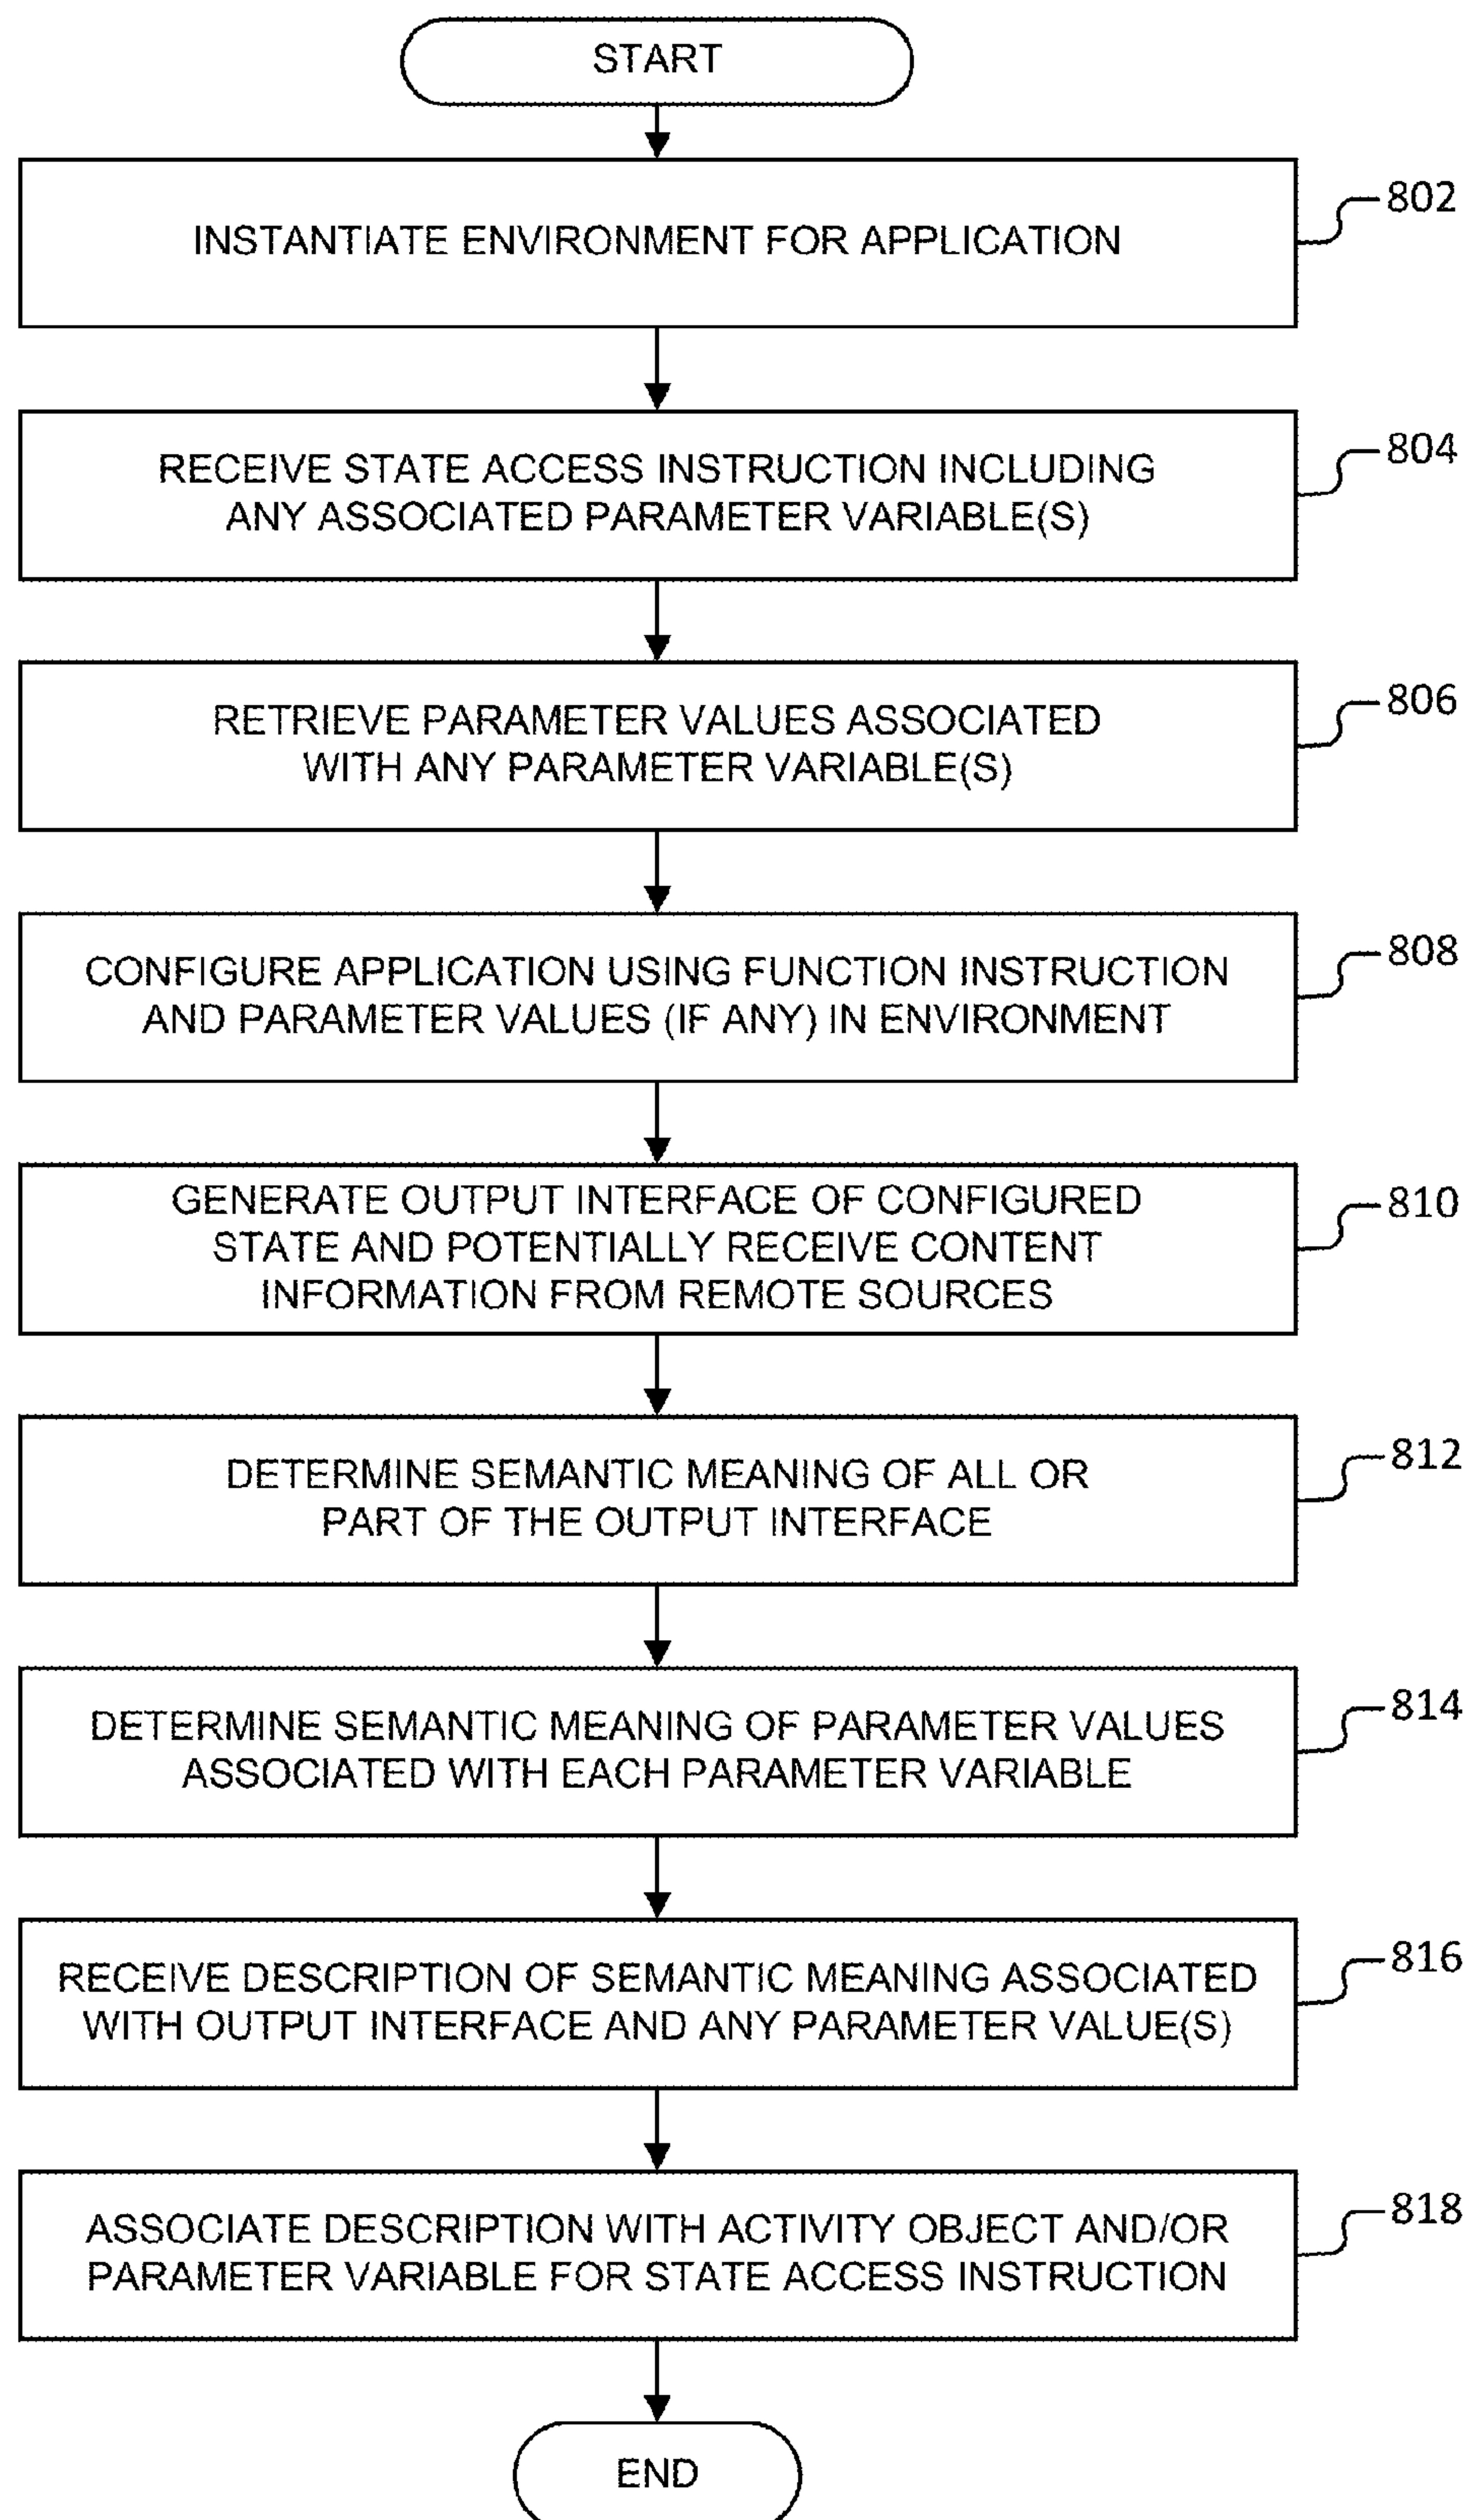 START
INSTANTIATE ENVIRONMENT FOR APPLICATION
802
RECEIVE STATE ACCESS INSTRUCTION INCLUDING
ANY ASSOCIATED PARAMETER VARIABLE(S)
804
RETRIEVE PARAMETER VALUES ASSOCIATED
WITH ANY PARAMETER VARIABLE(S)
806
CONFIGURE APPLICATION USING FUNCTION INSTRUCTION
AND PARAMETER VALUES (IF ANY) IN ENVIRONMENT
808
GENERATE OUTPUT INTERFACE OF CONFIGURED
STATE AND POTENTIALLY RECEIVE CONTENT
INFORMATION FROM REMOTE SOURCES
810
DETERMINE SEMANTIC MEANING OF ALL OR
PART OF THE OUTPUT INTERFACE
812
DETERMINE SEMANTIC MEANING OF PARAMETER VALUES
ASSOCIATED WITH EACH PARAMETER VARIABLE
814
RECEIVE DESCRIPTION OF SEMANTIC MEANING ASSOCIATED
WITH OUTPUT INTERFACE AND ANY PARAMETER VALUE(S)
816
ASSOCIATE DESCRIPTION WITH ACTIVITY OBJECT AND/OR
PARAMETER VARIABLE FOR STATE ACCESS INSTRUCTION
818
END